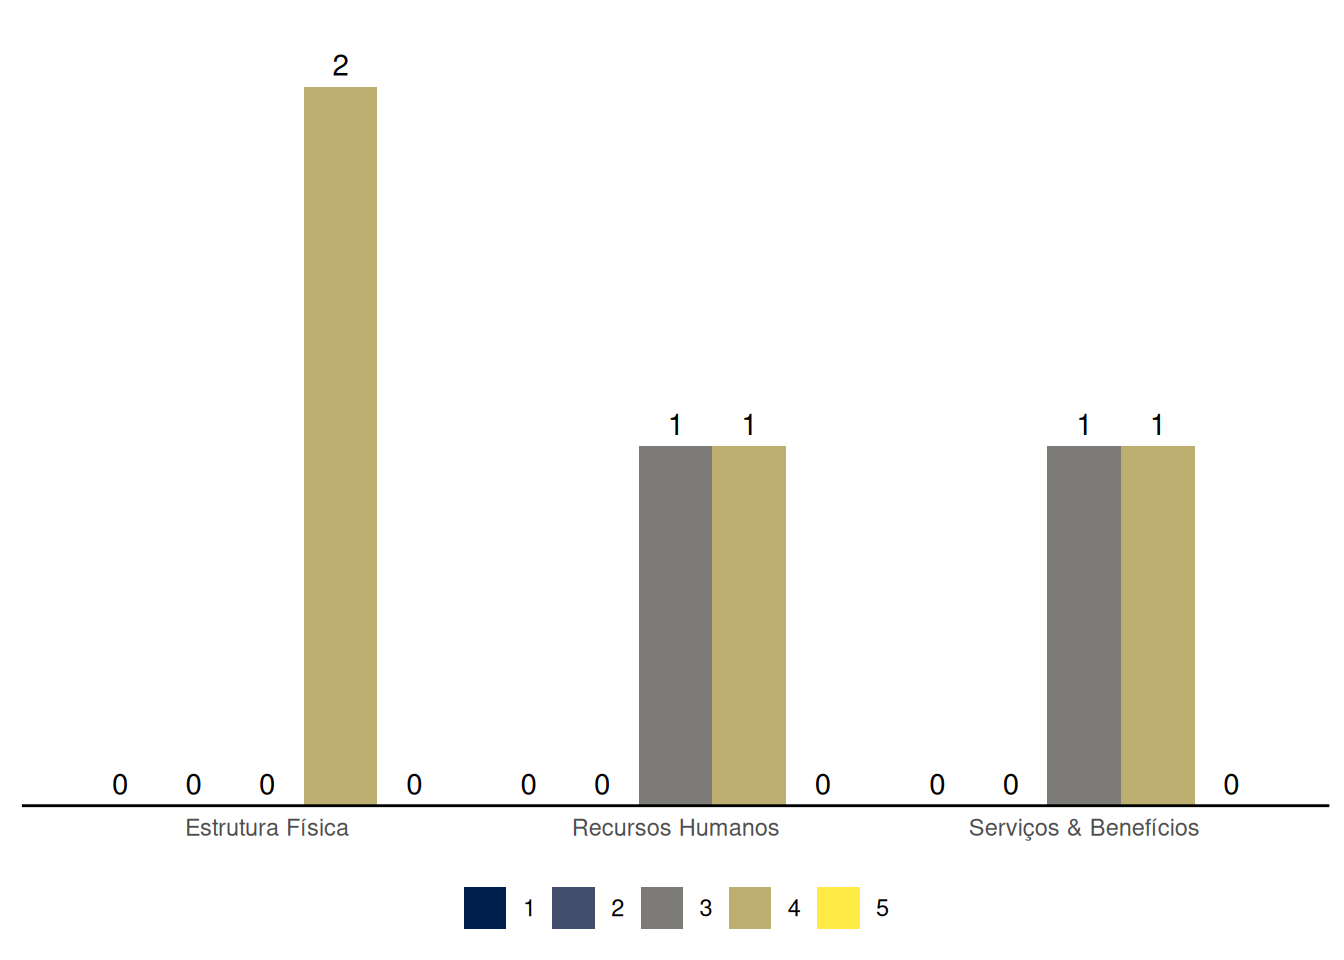 2
1 1 1 1
0 0 0 0 0 0 0 0 0 0
Estrutura Física Recursos Humanos Serviços & Benefícios
1 2 3 4 5